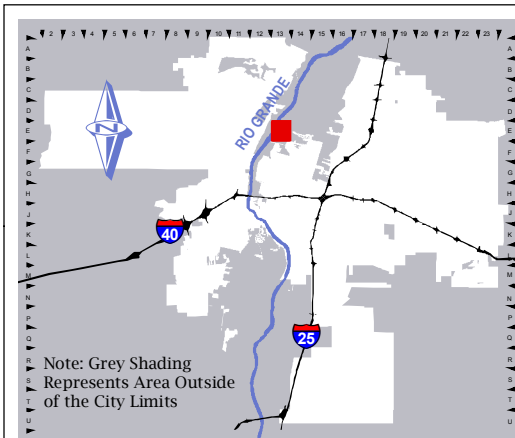 2 3 4 5 6 7 8 9 10 11 12 13 14 15 16 17 18 19 20 21 22 23
A
B
C
D
E
F
G
H
J
K
L
M
N
P
Q
R
S
T
U
N
RIO GRANDE
40
25
Note: Grey Shading
Represents Area Outside
of the City Limits
A
B
C
D
E
F
G
H
J
K
L
M
N
P
Q
R
S
T
U